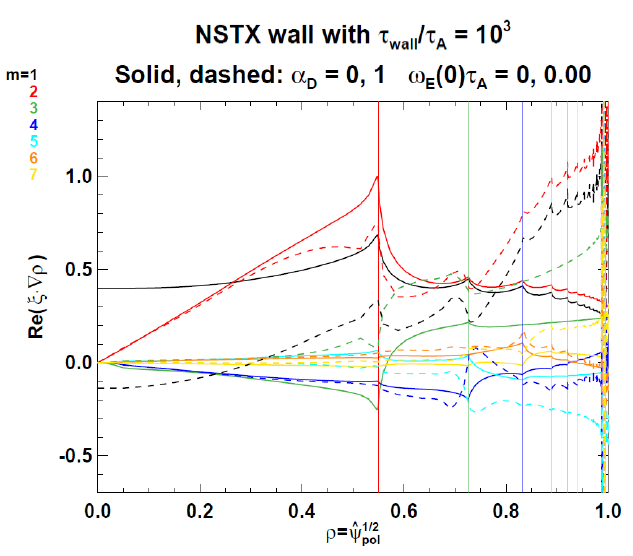 NSTX wall with τwall/τA = 10³
Solid, dashed: αD = 0, 1 ωE(0)τA = 0, 0.00
m=1
2
3
4
5
6
7
Re(ξ·∇ρ)
1.0
0.5
0.0
-0.5
0.0 0.2 0.4 0.6 0.8 1.0
ρ=ψ̂pol^1/2